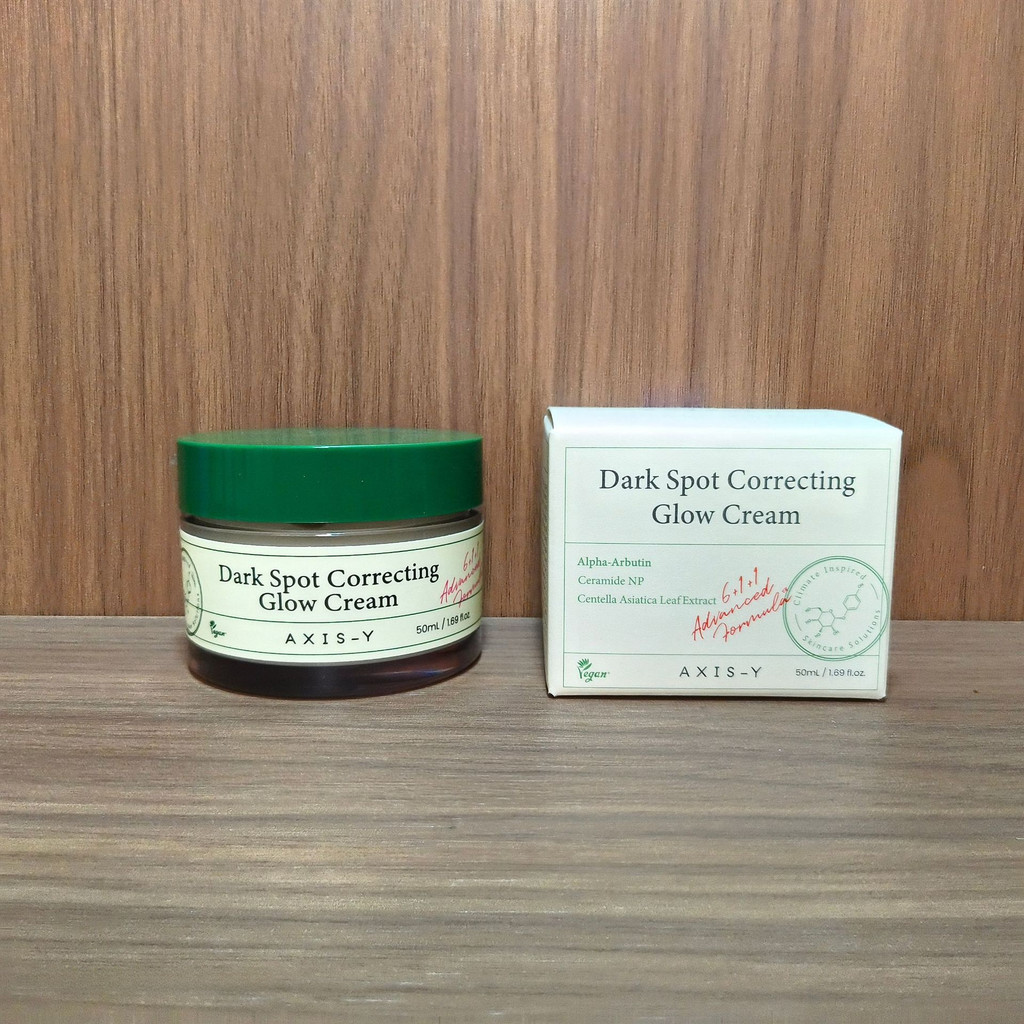 Dark Spot Correcting
Glow Cream
6+1+1
Advanced
Formula
Vegan
AXIS-Y
50mL / 1.69 fl.oz.
Dark Spot Correcting
Glow Cream
Alpha-Arbutin
Ceramide NP
Centella Asiatica Leaf Extract
6+1+1
Advanced
Formula
Climate Inspired
Skincare Solutions
Vegan
AXIS-Y
50mL / 1.69 fl.oz.